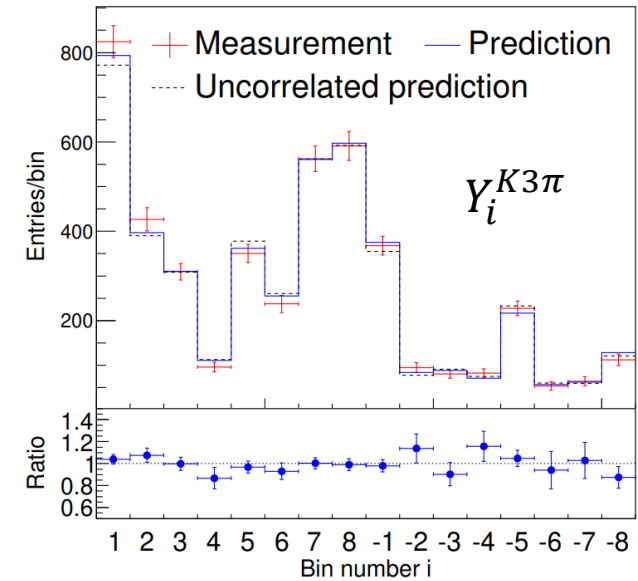 Measurement Prediction
Uncorrelated prediction
Y_i^{K3π}
Entries/bin
800
600
400
200
Ratio
1.4
1.2
1
0.8
0.6
1 2 3 4 5 6 7 8 -1 -2 -3 -4 -5 -6 -7 -8
Bin number i